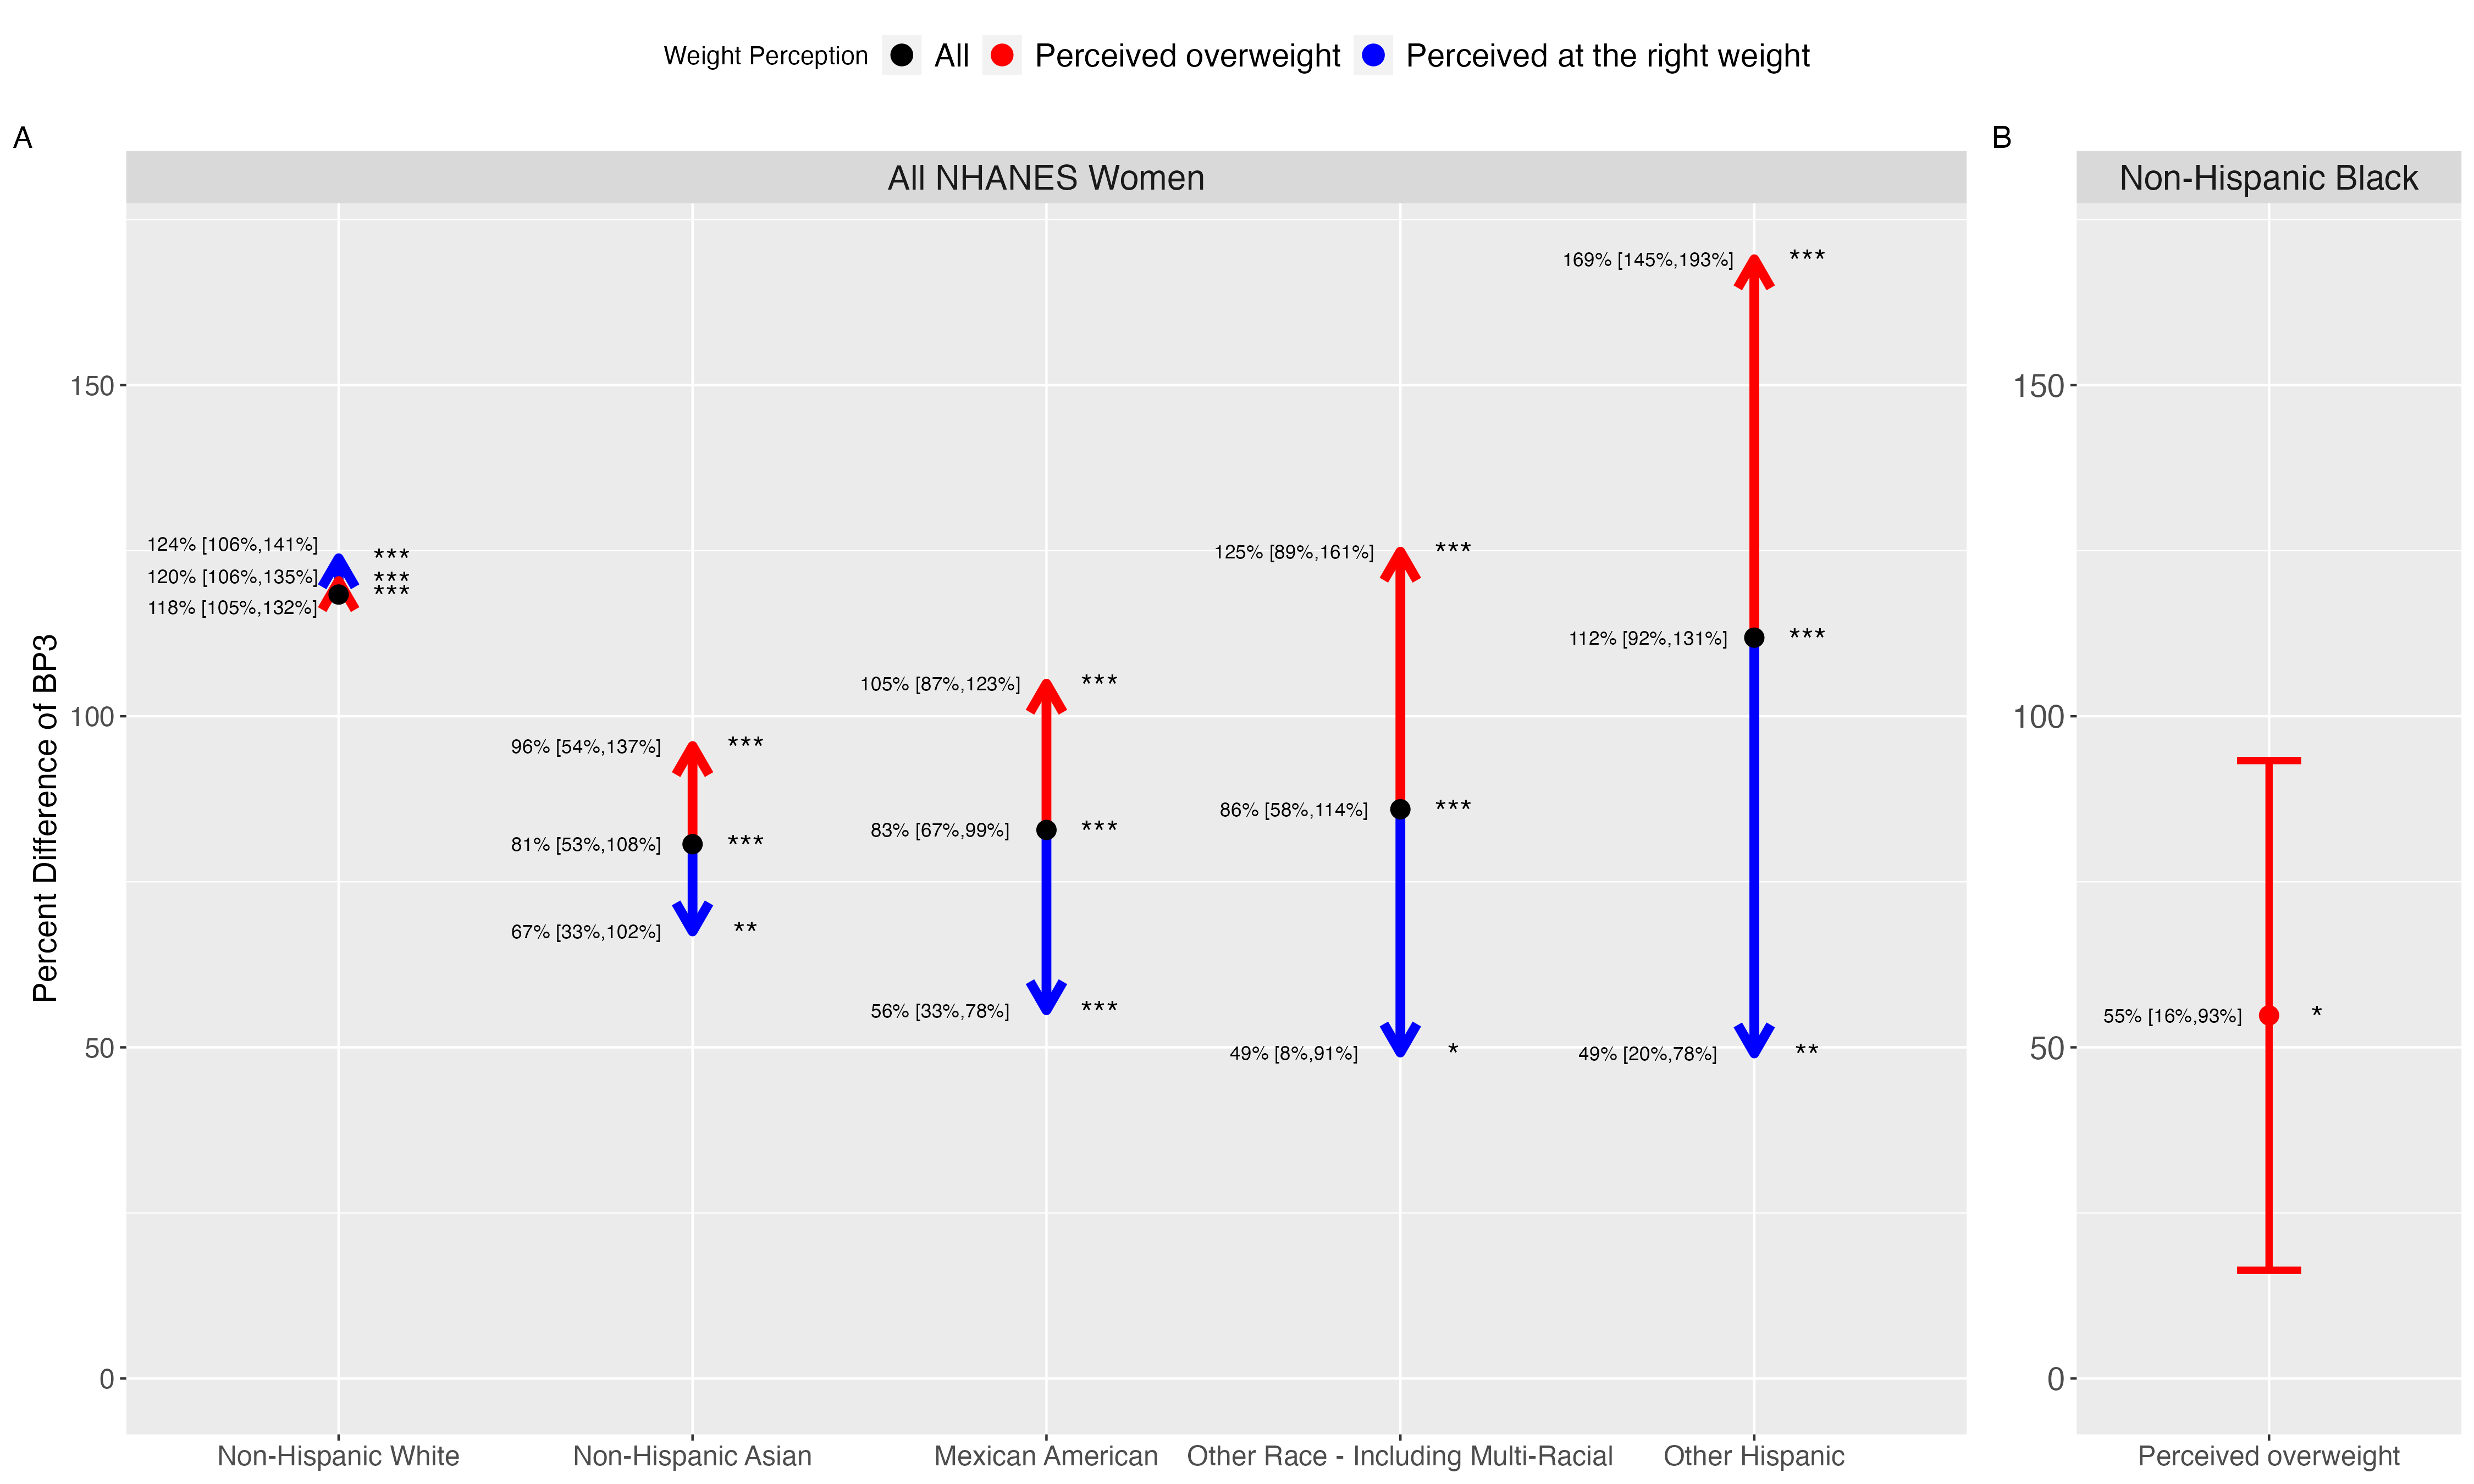 Weight Perception All Perceived overweight Perceived at the right weight
A
B
All NHANES Women
Non-Hispanic Black
Percent Difference of BP3
150
100
50
0
124% [106%,141%] ***
120% [106%,135%] ***
118% [105%,132%] ***
96% [54%,137%] ***
81% [53%,108%] ***
67% [33%,102%] **
105% [87%,123%] ***
83% [67%,99%] ***
56% [33%,78%] ***
125% [89%,161%] ***
86% [58%,114%] ***
49% [8%,91%] *
169% [145%,193%] ***
112% [92%,131%] ***
49% [20%,78%] **
Non-Hispanic White
Non-Hispanic Asian
Mexican American
Other Race - Including Multi-Racial
Other Hispanic
150
100
50
0
55% [16%,93%] *
Perceived overweight